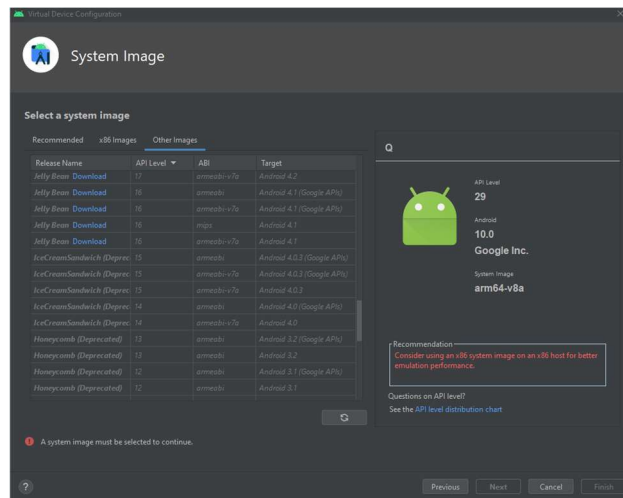 Virtual Device Configuration
System Image
Select a system image
Recommended x86 Images Other Images
Release Name API Level ABI Target
Jelly Bean Download 17 armeabi-v7a Android 4.2
Jelly Bean Download 16 armeabi Android 4.1 (Google APIs)
Jelly Bean Download 16 armeabi-v7a Android 4.1 (Google APIs)
Jelly Bean Download 16 mips Android 4.1
Jelly Bean Download 16 armeabi-v7a Android 4.1
IceCreamSandwich (Deprec 15 armeabi Android 4.0.3 (Google APIs)
IceCreamSandwich (Deprec 15 armeabi-v7a Android 4.0.3 (Google APIs)
IceCreamSandwich (Deprec 15 armeabi-v7a Android 4.0.3
IceCreamSandwich (Deprec 14 armeabi Android 4.0 (Google APIs)
IceCreamSandwich (Deprec 14 armeabi-v7a Android 4.0
Honeycomb (Deprecated) 13 armeabi Android 3.2 (Google APIs)
Honeycomb (Deprecated) 13 armeabi Android 3.2
Honeycomb (Deprecated) 12 armeabi Android 3.1 (Google APIs)
Honeycomb (Deprecated) 12 armeabi Android 3.1
Q
API Level
29
Android
10.0
Google Inc.
System Image
arm64-v8a
Recommendation
Consider using an x86 system image on an x86 host for better
emulation performance.
Questions on API level?
See the API level distribution chart
A system image must be selected to continue.
? Previous Next Cancel Finish